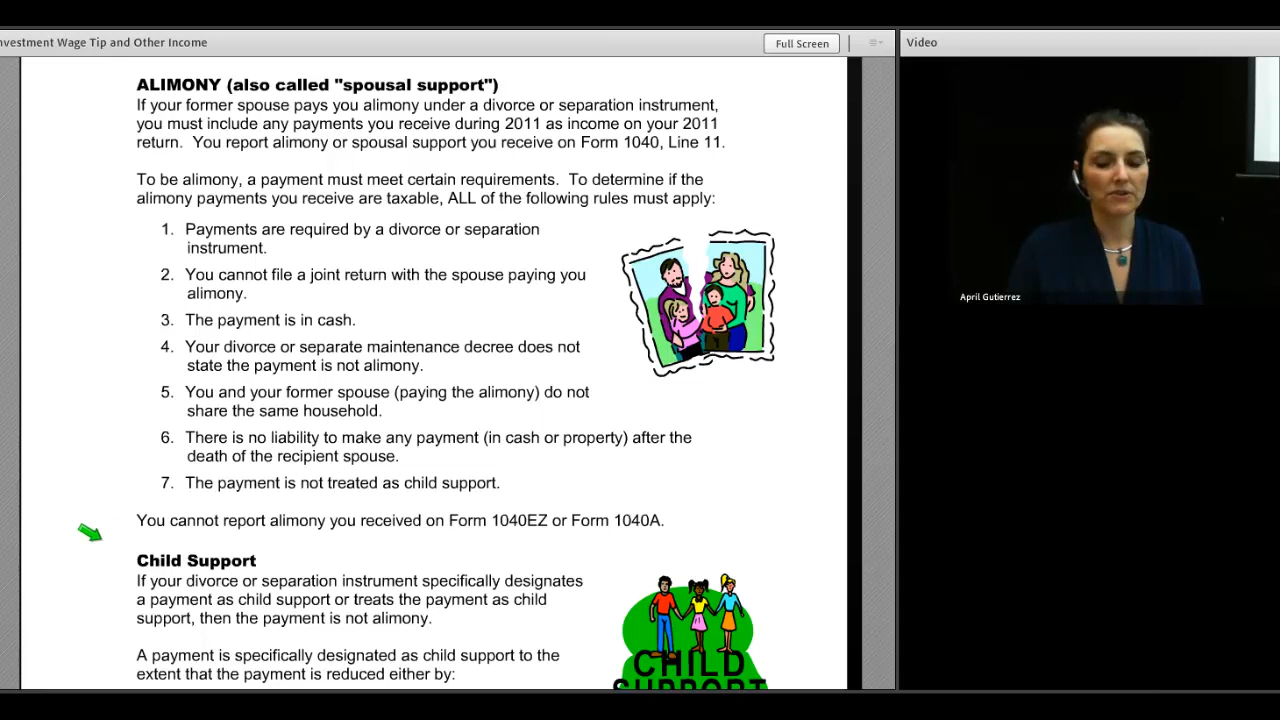 nvestment Wage Tip and Other Income
Full Screen
Video
ALIMONY (also called "spousal support")
If your former spouse pays you alimony under a divorce or separation instrument,
you must include any payments you receive during 2011 as income on your 2011
return.  You report alimony or spousal support you receive on Form 1040, Line 11.
To be alimony, a payment must meet certain requirements.  To determine if the
alimony payments you receive are taxable, ALL of the following rules must apply:
1. Payments are required by a divorce or separation
instrument.
2. You cannot file a joint return with the spouse paying you
alimony.
3. The payment is in cash.
4. Your divorce or separate maintenance decree does not
state the payment is not alimony.
5. You and your former spouse (paying the alimony) do not
share the same household.
6. There is no liability to make any payment (in cash or property) after the
death of the recipient spouse.
7. The payment is not treated as child support.
You cannot report alimony you received on Form 1040EZ or Form 1040A.
Child Support
If your divorce or separation instrument specifically designates
a payment as child support or treats the payment as child
support, then the payment is not alimony.
A payment is specifically designated as child support to the
extent that the payment is reduced either by:
CHILD
SUPPORT
April Gutierrez